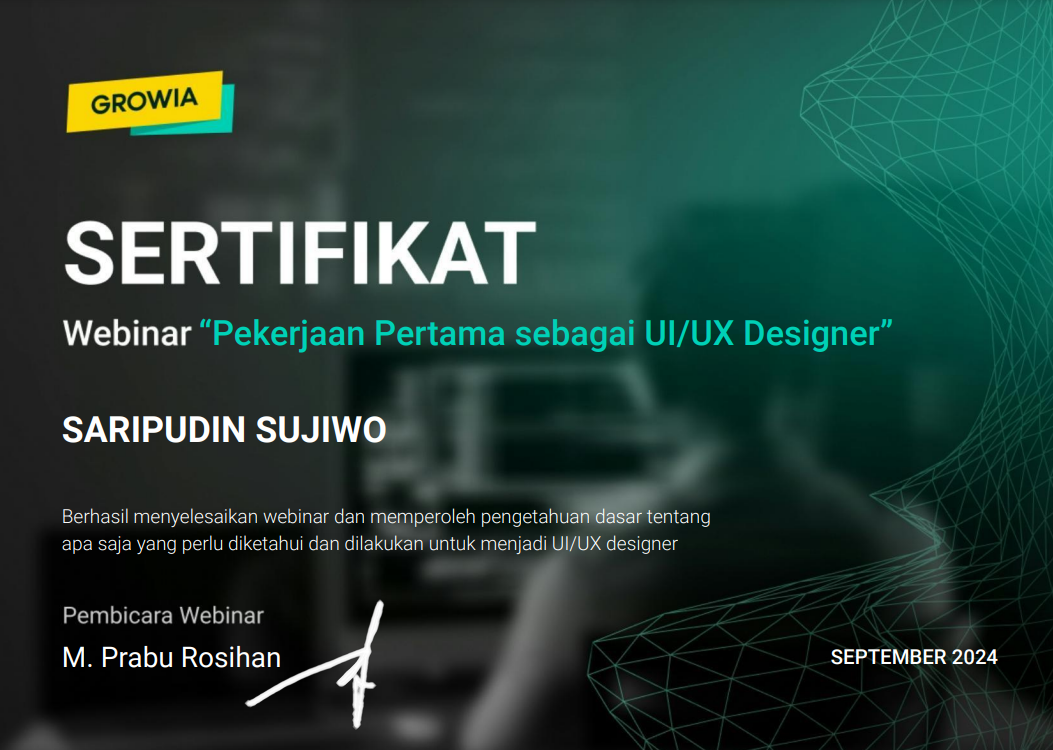 GROWIA
SERTIFIKAT
Webinar “Pekerjaan Pertama sebagai UI/UX Designer”
SARIPUDIN SUJIWO
Berhasil menyelesaikan webinar dan memperoleh pengetahuan dasar tentang
apa saja yang perlu diketahui dan dilakukan untuk menjadi UI/UX designer
Pembicara Webinar
M. Prabu Rosihan
SEPTEMBER 2024